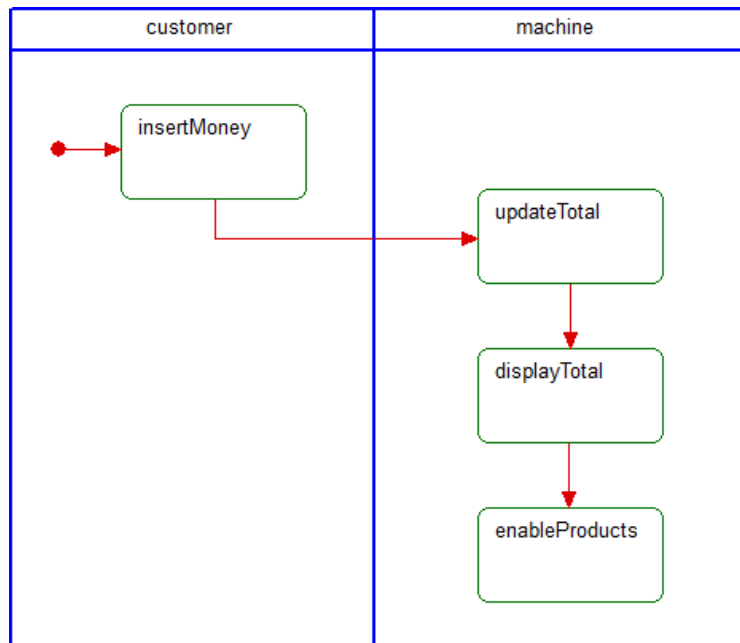 customer
machine
insertMoney
updateTotal
displayTotal
enableProducts